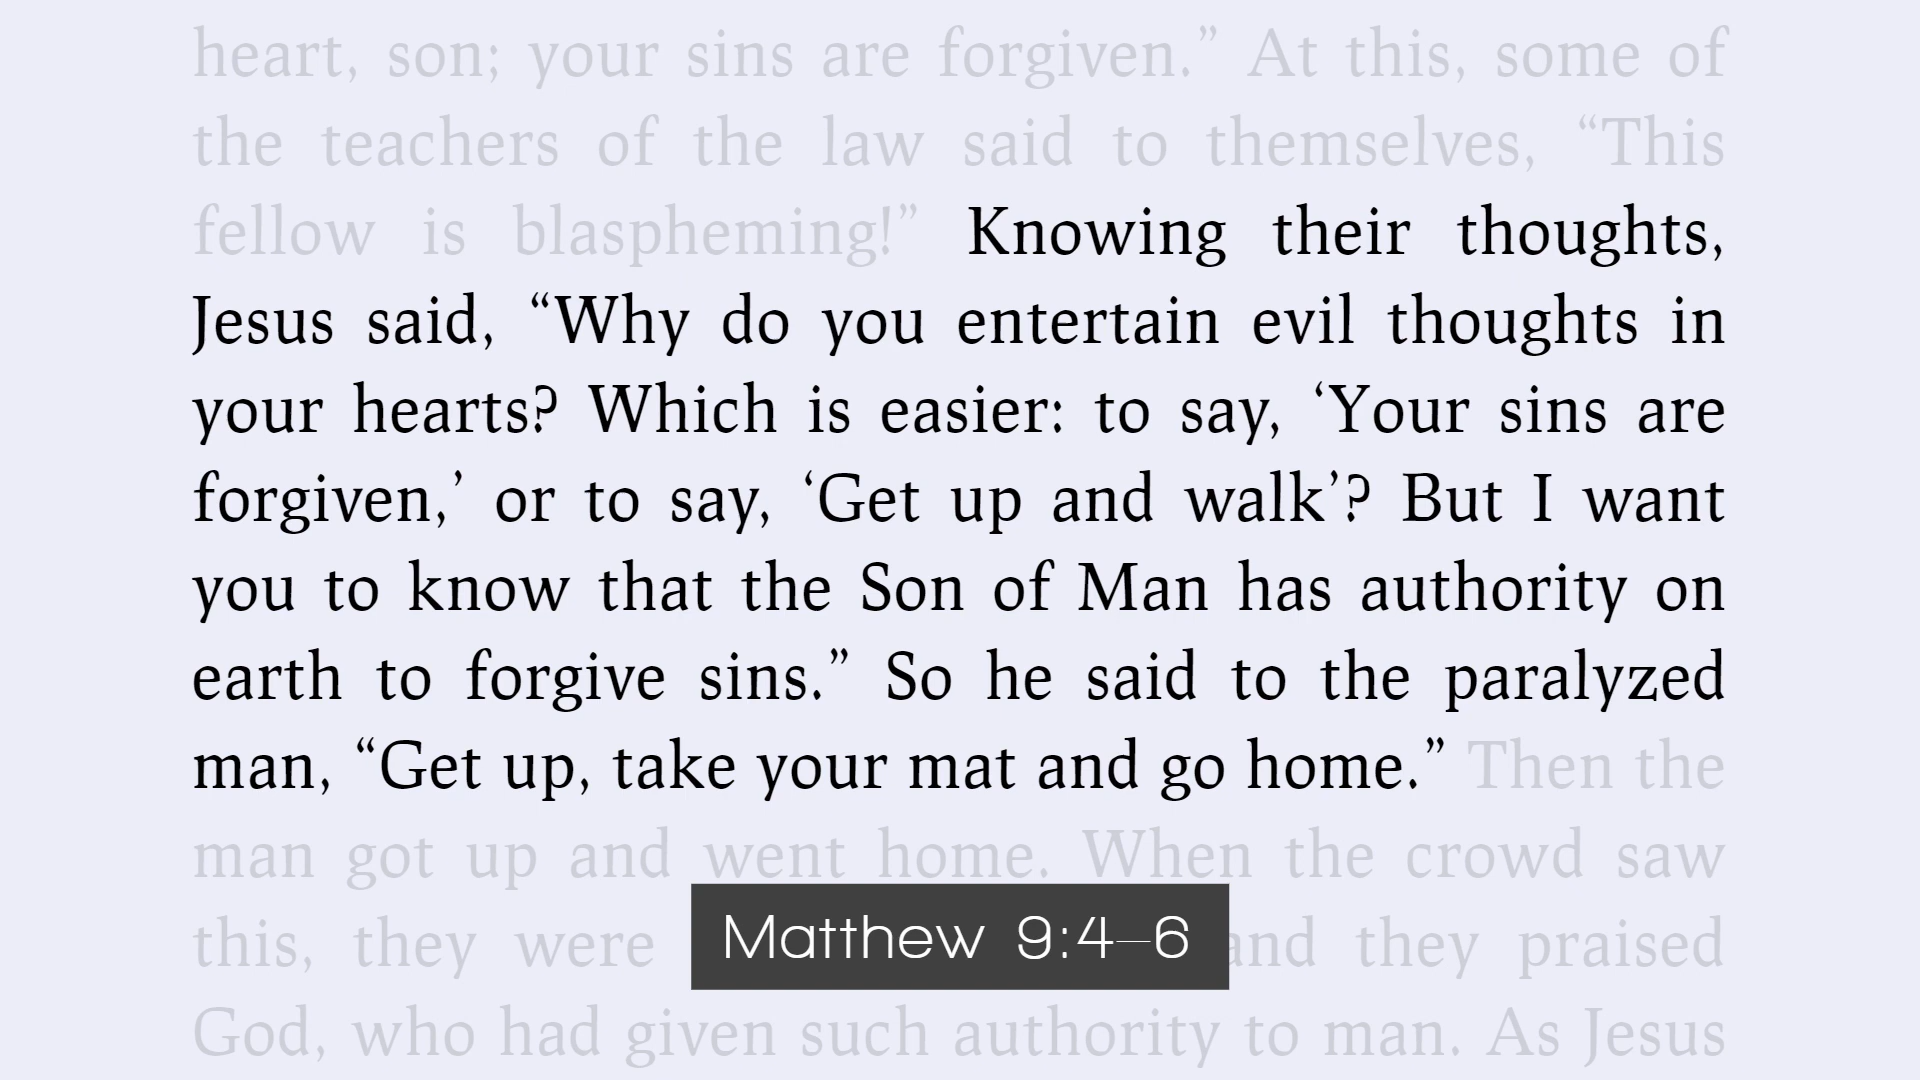 heart, son; your sins are forgiven.” At this, some of
the teachers of the law said to themselves, “This
fellow is blaspheming!” Knowing their thoughts,
Jesus said, “Why do you entertain evil thoughts in
your hearts? Which is easier: to say, ‘Your sins are
forgiven,’ or to say, ‘Get up and walk’? But I want
you to know that the Son of Man has authority on
earth to forgive sins.” So he said to the paralyzed
man, “Get up, take your mat and go home.” Then the
man got up and went home. When the crowd saw
this, they were and they praised
Matthew 9:4–6
God, who had given such authority to man. As Jesus